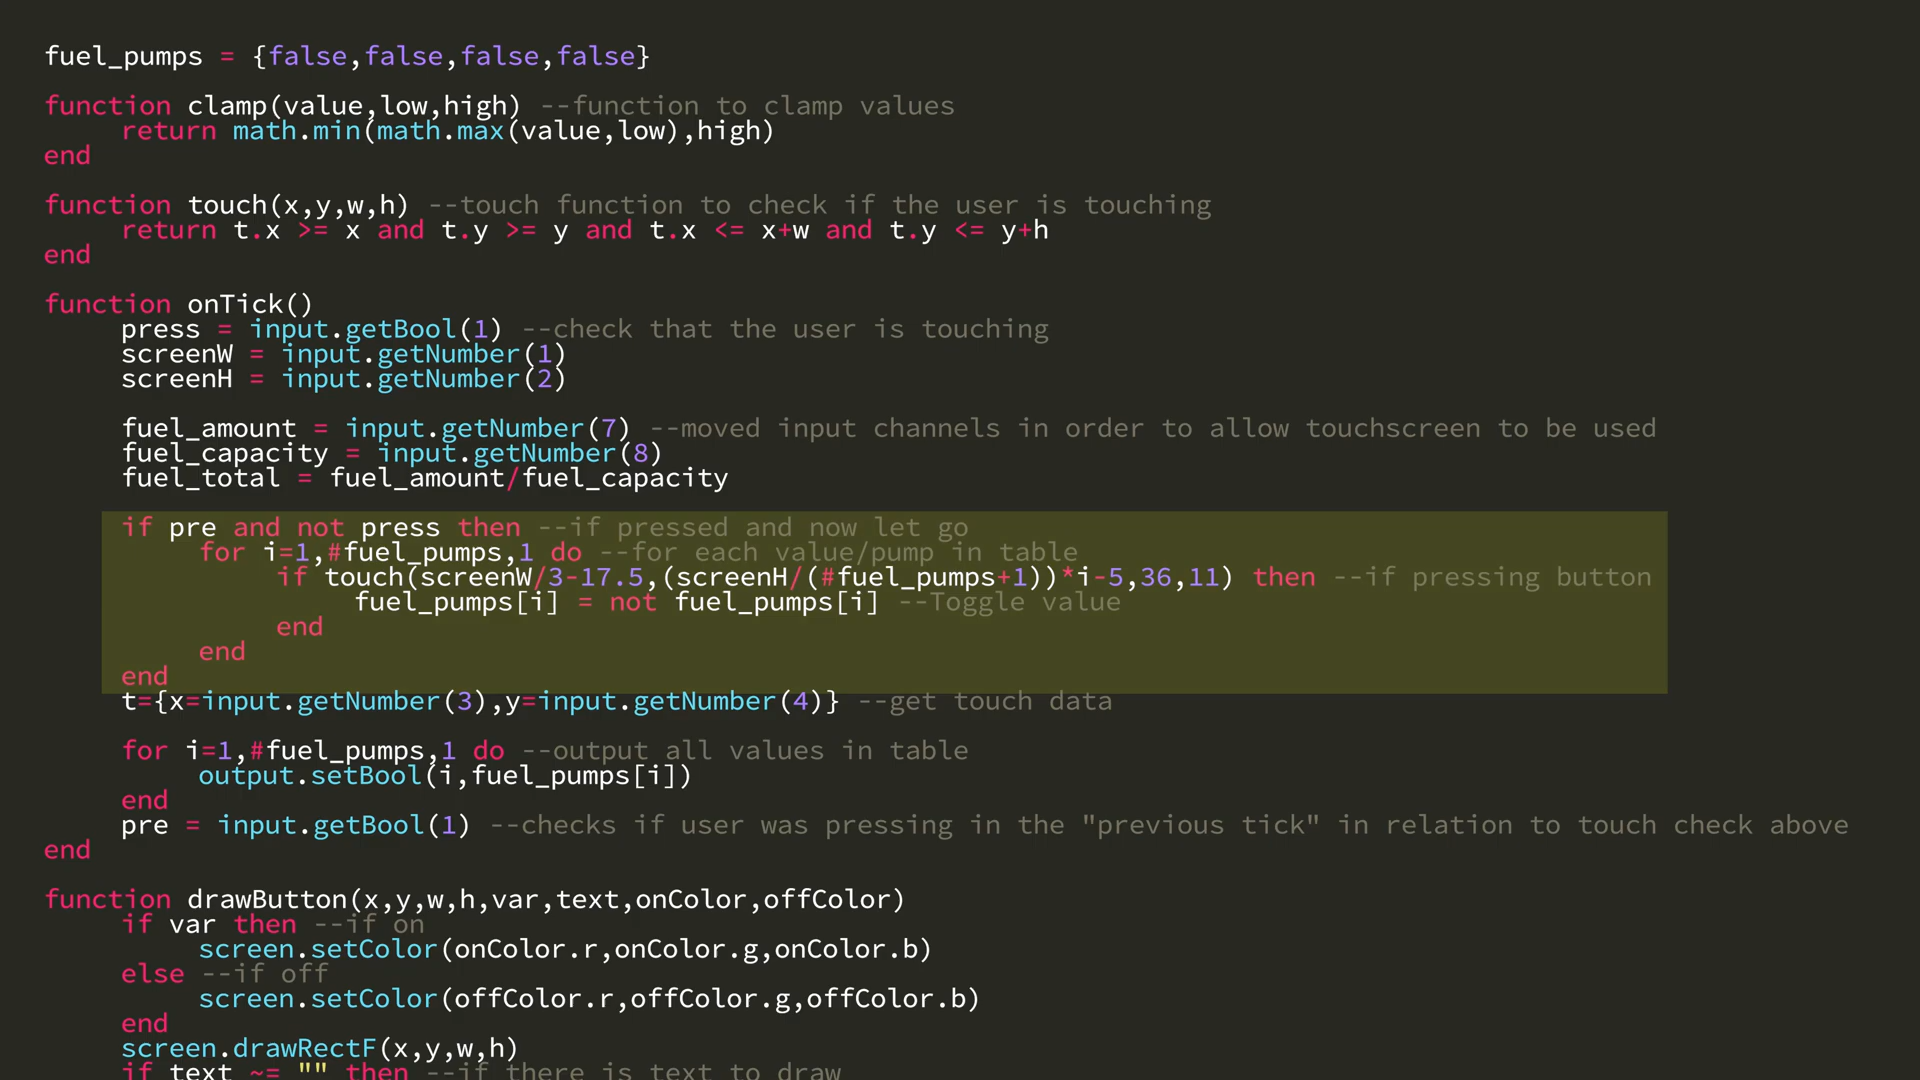 fuel_pumps = {false,false,false,false}
function clamp(value,low,high) --function to clamp values
return math.min(math.max(value,low),high)
end
function touch(x,y,w,h) --touch function to check if the user is touching
return t.x >= x and t.y >= y and t.x <= x+w and t.y <= y+h
end
function onTick()
press = input.getBool(1) --check that the user is touching
screenW = input.getNumber(1)
screenH = input.getNumber(2)
fuel_amount = input.getNumber(7) --moved input channels in order to allow touchscreen to be used
fuel_capacity = input.getNumber(8)
fuel_total = fuel_amount/fuel_capacity
if pre and not press then --if pressed and now let go
for i=1,#fuel_pumps,1 do --for each value/pump in table
if touch(screenW/3-17.5,(screenH/(#fuel_pumps+1))*i-5,36,11) then --if pressing button
fuel_pumps[i] = not fuel_pumps[i] --Toggle value
end
end
end
t={x=input.getNumber(3),y=input.getNumber(4)} --get touch data
for i=1,#fuel_pumps,1 do --output all values in table
output.setBool(i,fuel_pumps[i])
end
pre = input.getBool(1) --checks if user was pressing in the "previous tick" in relation to touch check above
end
function drawButton(x,y,w,h,var,text,onColor,offColor)
if var then --if on
screen.setColor(onColor.r,onColor.g,onColor.b)
else --if off
screen.setColor(offColor.r,offColor.g,offColor.b)
end
screen.drawRectF(x,y,w,h)
if text ~= "" then --if there is text to draw